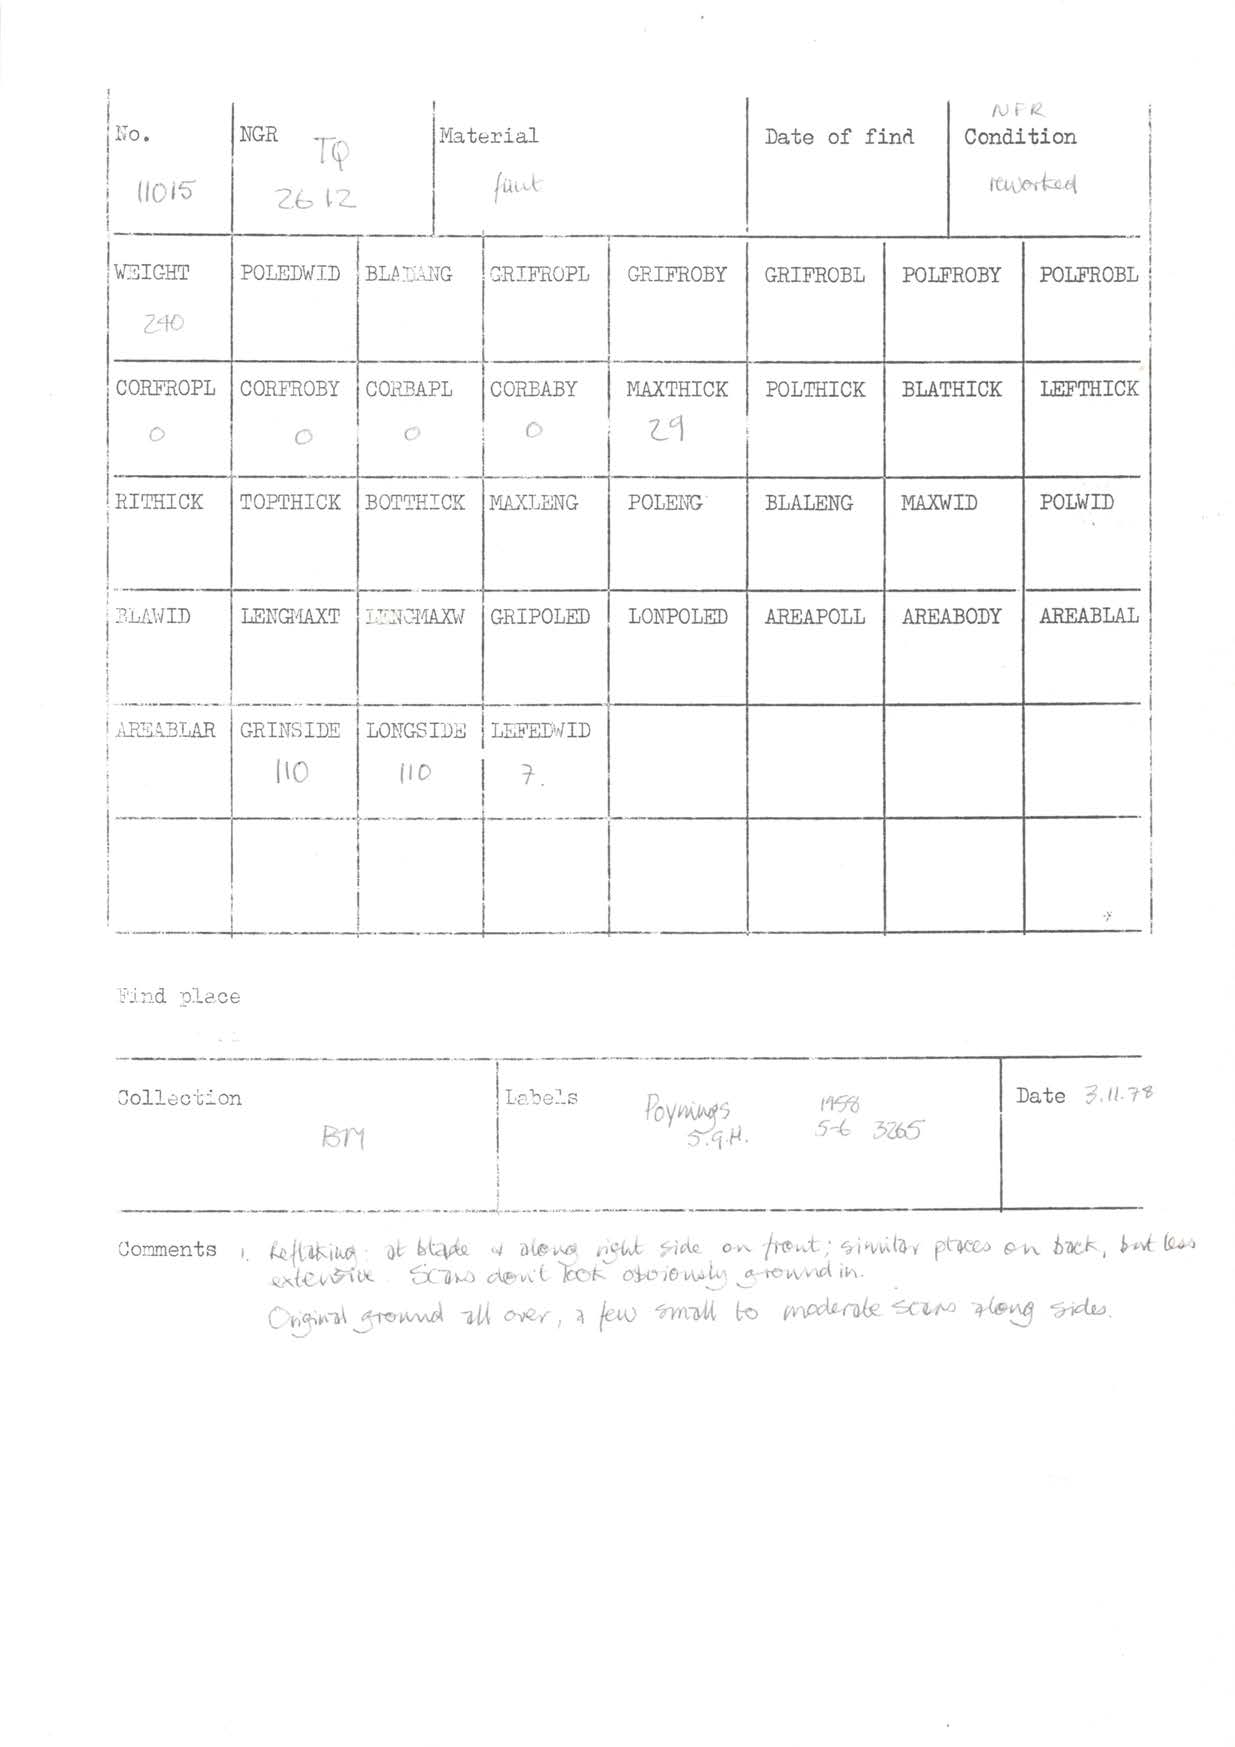 NFR
No. NGR Material Date of find Condition
TQ
11015 26 12 flint reworked
WEIGHT POLEDWID BLADANG GRIFROPL GRIFROBY GRIFROBL POLFROBY POLFROBL
240
CORFROPL CORFROBY CORBAPL CORBABY MAXTHICK POLTHICK BLATHICK LEFTHICK
0 0 0 0 29
RITHICK TOPTHICK BOTTHICK MAXLENG POLENG BLALENG MAXWID POLWID
BLAWID LENGMAXT LENGMAXW GRIPOLED LONPOLED AREAPOLL AREABODY AREABLAL
AREABLAR GRINSIDE LONGSIDE LEFEDWID
110 110 7.
Find place
Collection Labels Poynings 1958 Date 3.11.78
BM S.G.H. 5-6 3265
Comments 1. Reflaking: at blade & along right side on front; similar places on back, but less
extensive. Scars don't look obviously ground in.
Original ground all over, a few small to moderate scars along sides.